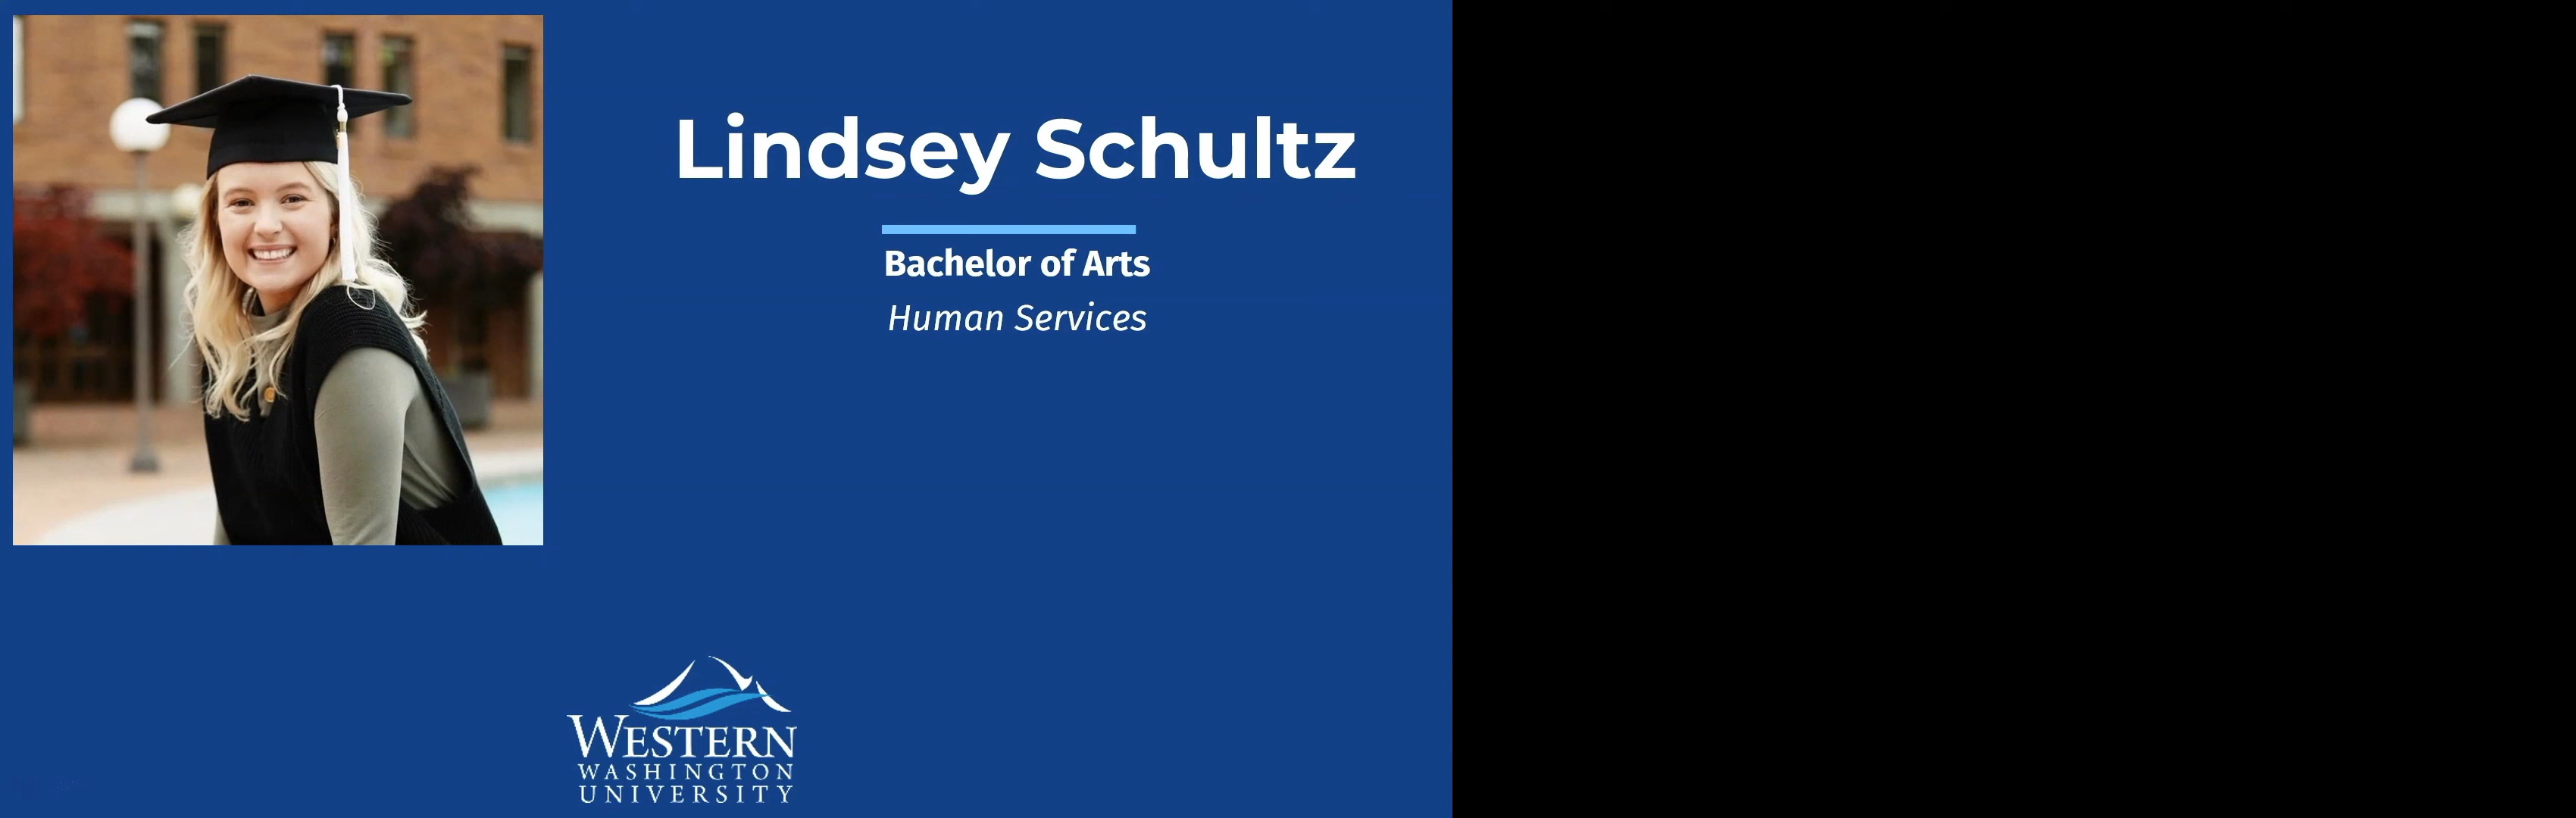 Lindsey Schultz
Bachelor of Arts
Human Services
WESTERN
WASHINGTON
UNIVERSITY